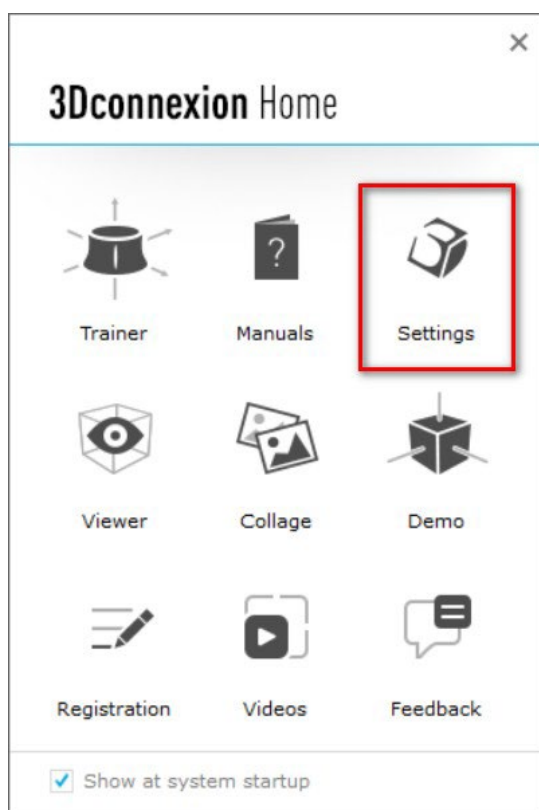 3Dconnexion Home
?
Trainer Manuals Settings
Viewer Collage Demo
Registration Videos Feedback
Show at system startup